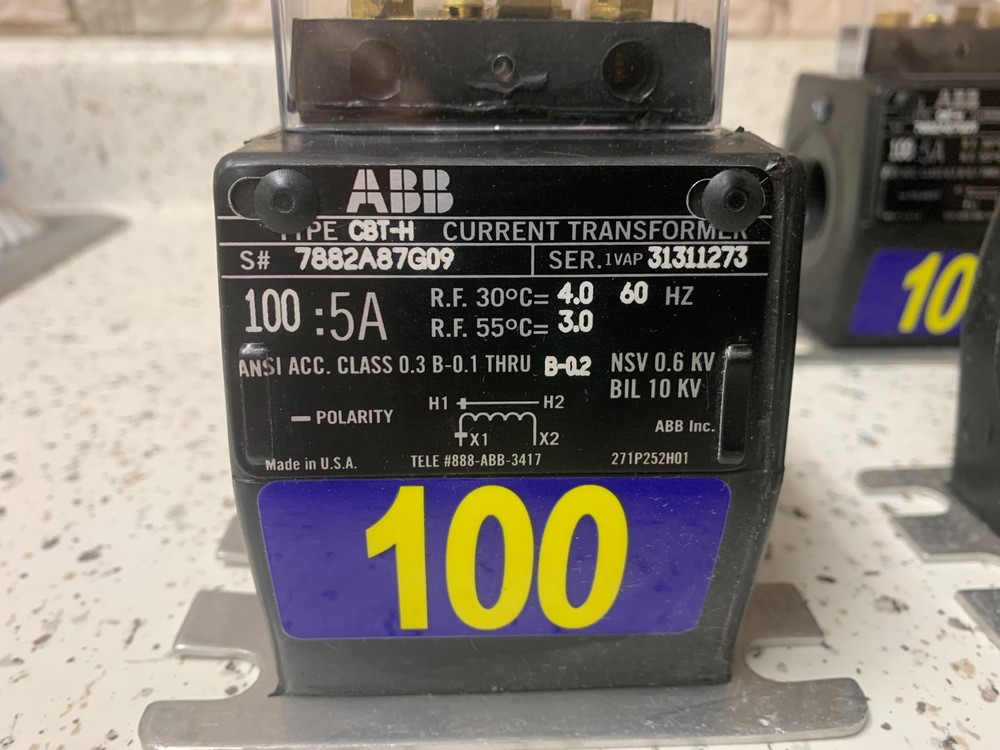 ABB
TYPE CBT-H CURRENT TRANSFORMER
S# 7882A87G09 SER. 1VAP 31311273
100 :5A R.F. 30°C= 4.0 60 HZ
R.F. 55°C= 3.0
ANSI ACC. CLASS 0.3 B-0.1 THRU B-0.2 NSV 0.6 KV
BIL 10 KV
H1 H2
POLARITY
X1 X2
ABB Inc.
Made in U.S.A. TELE #888-ABB-3417 271P252H01
100
ABB
100 :5A
10